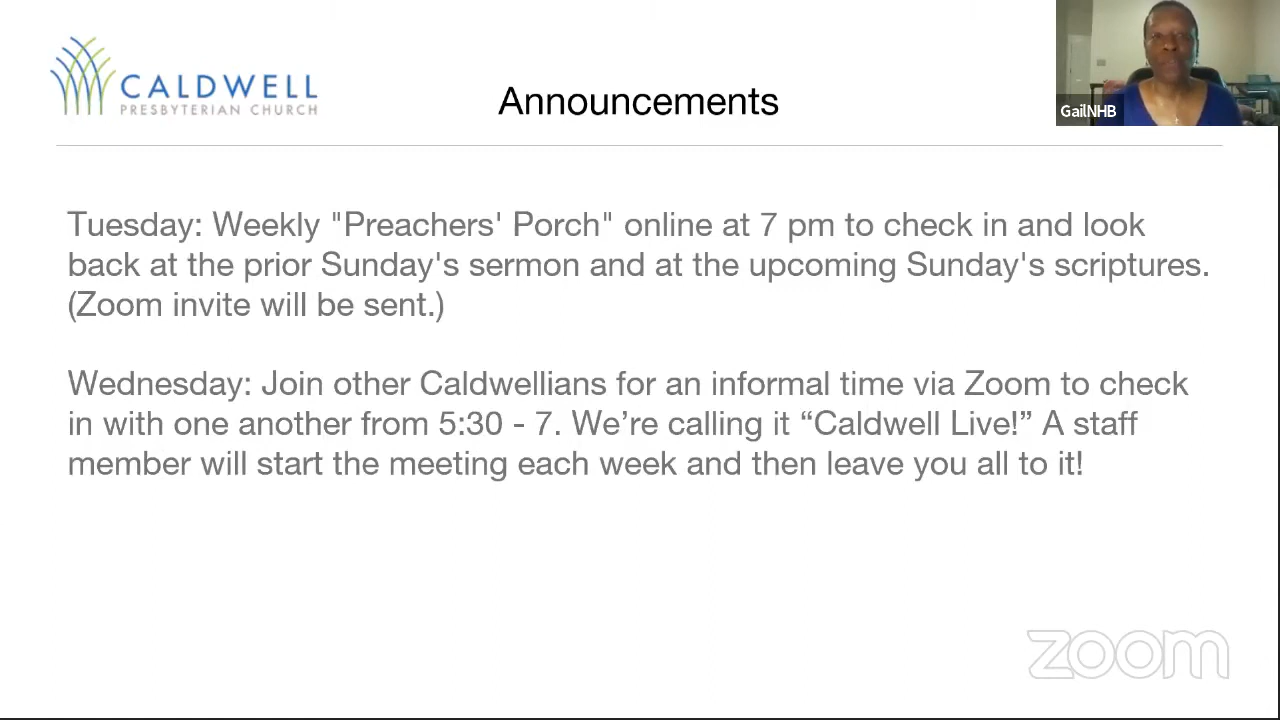 CALDWELL
PRESBYTERIAN CHURCH
Announcements
GailNHB
Tuesday: Weekly "Preachers' Porch" online at 7 pm to check in and look
back at the prior Sunday's sermon and at the upcoming Sunday's scriptures.
(Zoom invite will be sent.)
Wednesday: Join other Caldwellians for an informal time via Zoom to check
in with one another from 5:30 - 7. We’re calling it “Caldwell Live!” A staff
member will start the meeting each week and then leave you all to it!
zoom